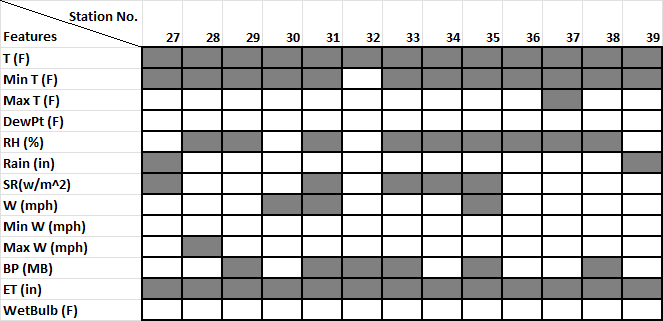 Station No.
Features 27 28 29 30 31 32 33 34 35 36 37 38 39
T (F)
Min T (F)
Max T (F)
DewPt (F)
RH (%)
Rain (in)
SR(w/m^2)
W (mph)
Min W (mph)
Max W (mph)
BP (MB)
ET (in)
WetBulb (F)